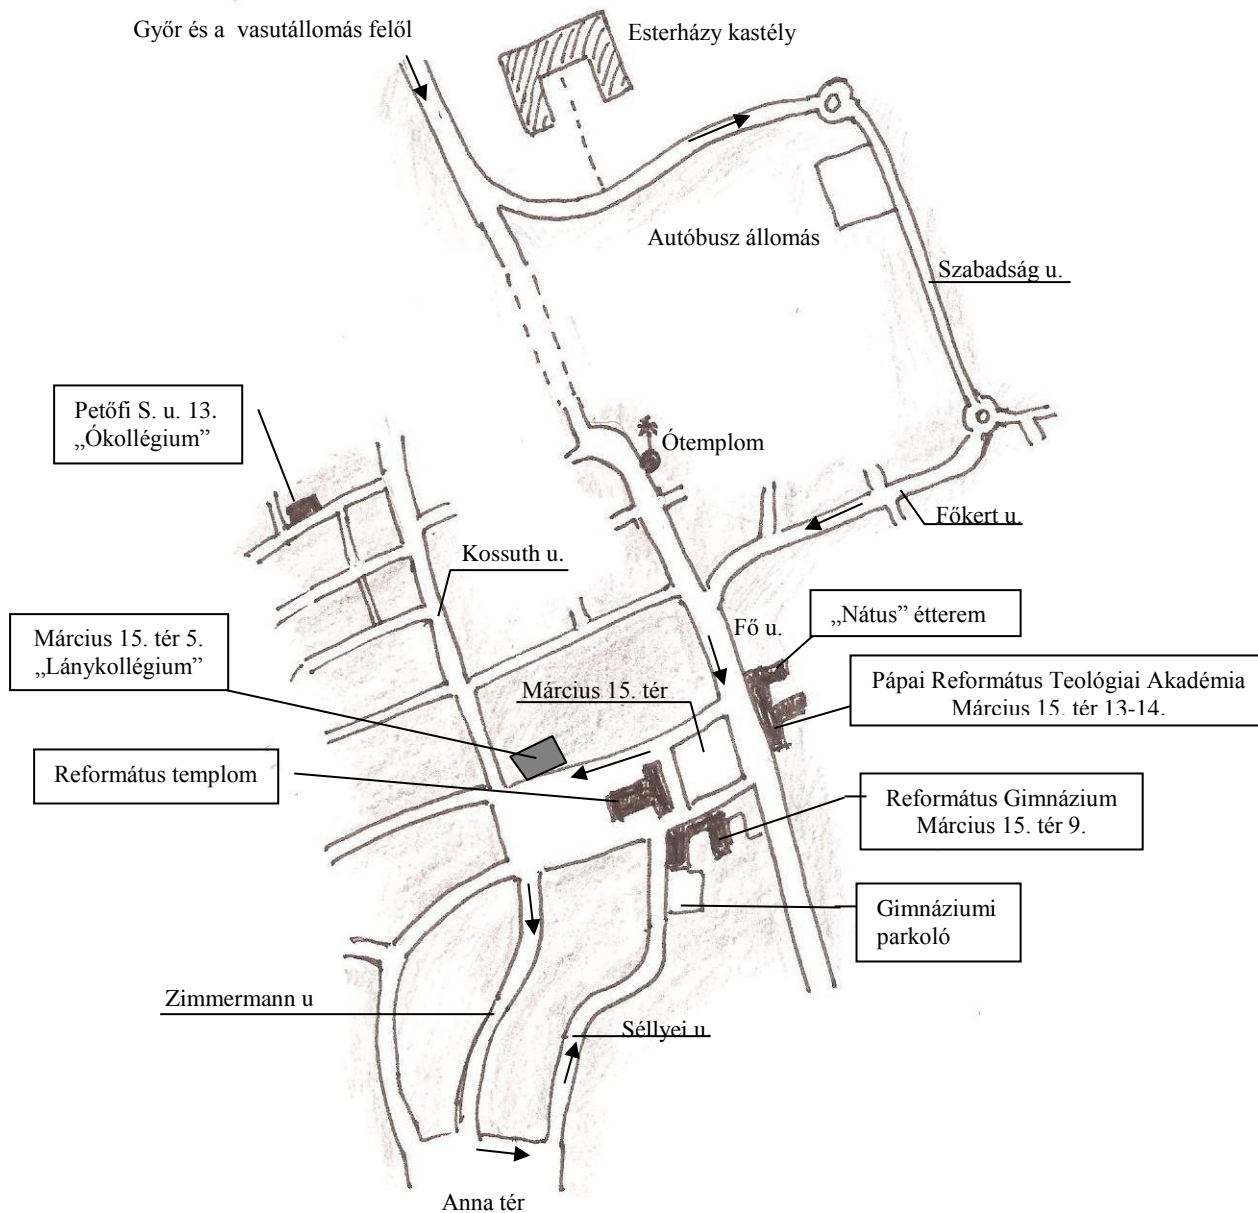 Győr és a vasutállomás felől
Esterházy kastély
Autóbusz állomás
Szabadság u.
Petőfi S. u. 13.
„Ókollégium”
Ótemplom
Főkert u.
Kossuth u.
„Nátus” étterem
Március 15. tér 5.
„Lánykollégium”
Fő u.
Március 15. tér
Pápai Református Teológiai Akadémia
Március 15. tér 13-14.
Református templom
Református Gimnázium
Március 15. tér 9.
Gimnáziumi
parkoló
Zimmermann u
Séllyei u.
Anna tér